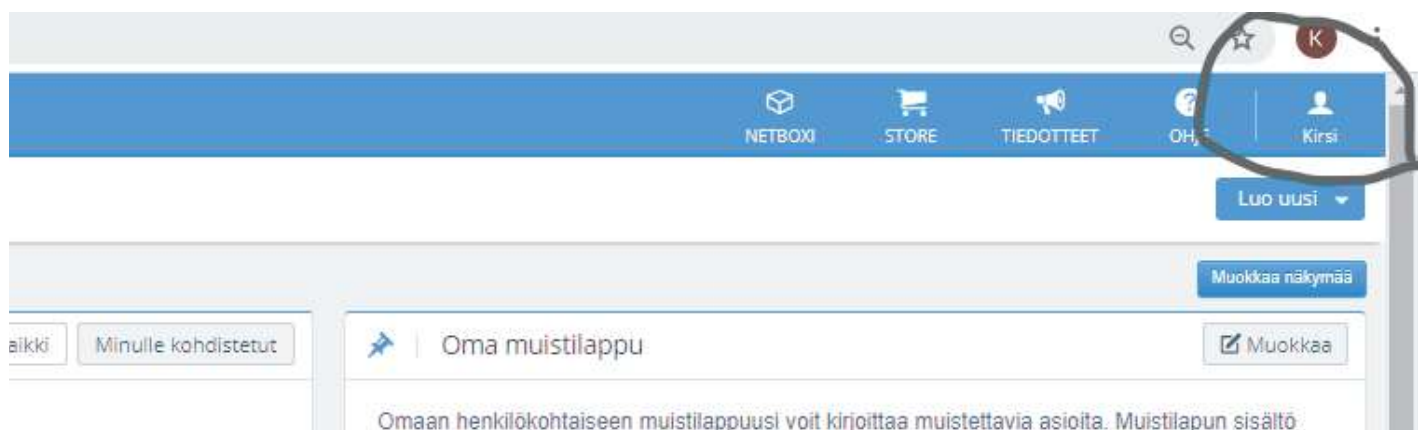 K
NETBOXI STORE TIEDOTTEET Kirsi
Luo uusi
Muokkaa näkymää
Minulle kohdistetut Oma muistilappu Muokkaa
Omaan henkilökohtaiseen muistilappuusi voit kirjoittaa muistettavia asioita. Muistilapun sisältö